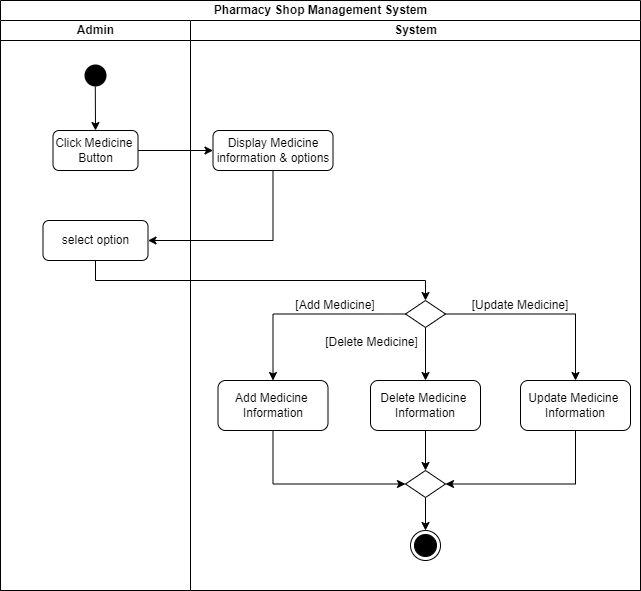 Pharmacy Shop Management System
Admin
System
Click Medicine
Button
Display Medicine
information & options
select option
[Add Medicine]
[Update Medicine]
[Delete Medicine]
Add Medicine
Information
Delete Medicine
Information
Update Medicine
Information